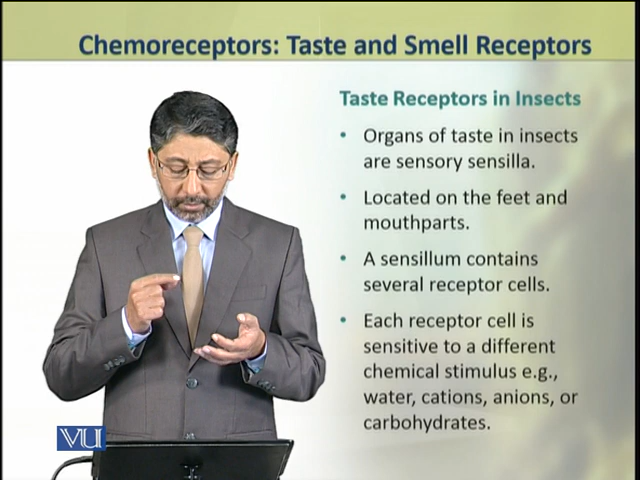 Chemoreceptors: Taste and Smell Receptors
Taste Receptors in Insects
• Organs of taste in insects
are sensory sensilla.
• Located on the feet and
mouthparts.
• A sensillum contains
several receptor cells.
• Each receptor cell is
sensitive to a different
chemical stimulus e.g.,
water, cations, anions, or
carbohydrates.
VU